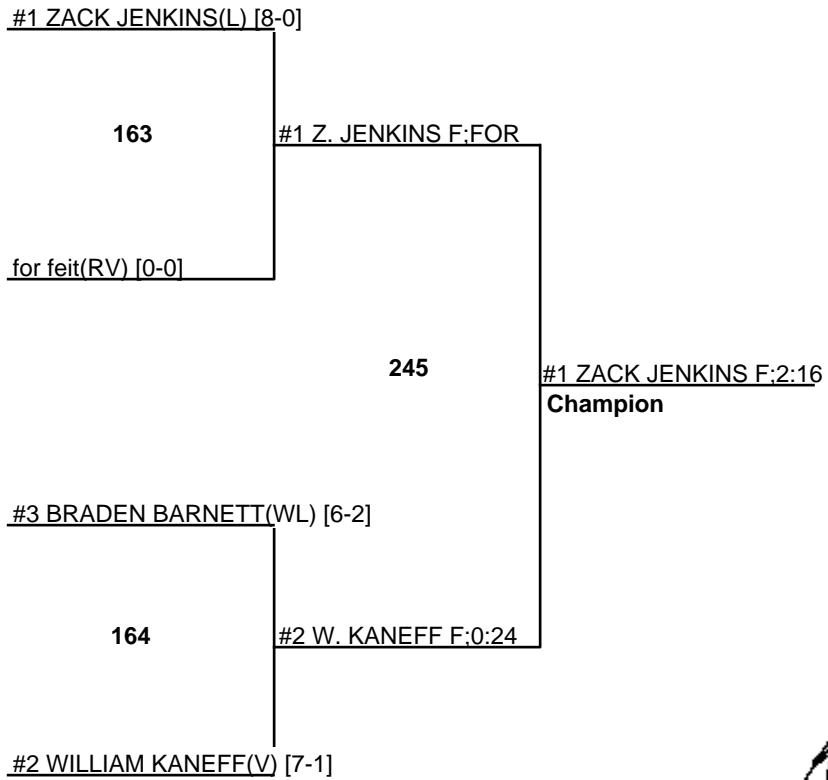 #1 ZACK JENKINS(L) [8-0]
163
#1 Z. JENKINS F;FOR
for feit(RV) [0-0]
245
#1 ZACK JENKINS F;2:16
Champion
#3 BRADEN BARNETT(WL) [6-2]
164
#2 W. KANEFF F;0:24
#2 WILLIAM KANEFF(V) [7-1]